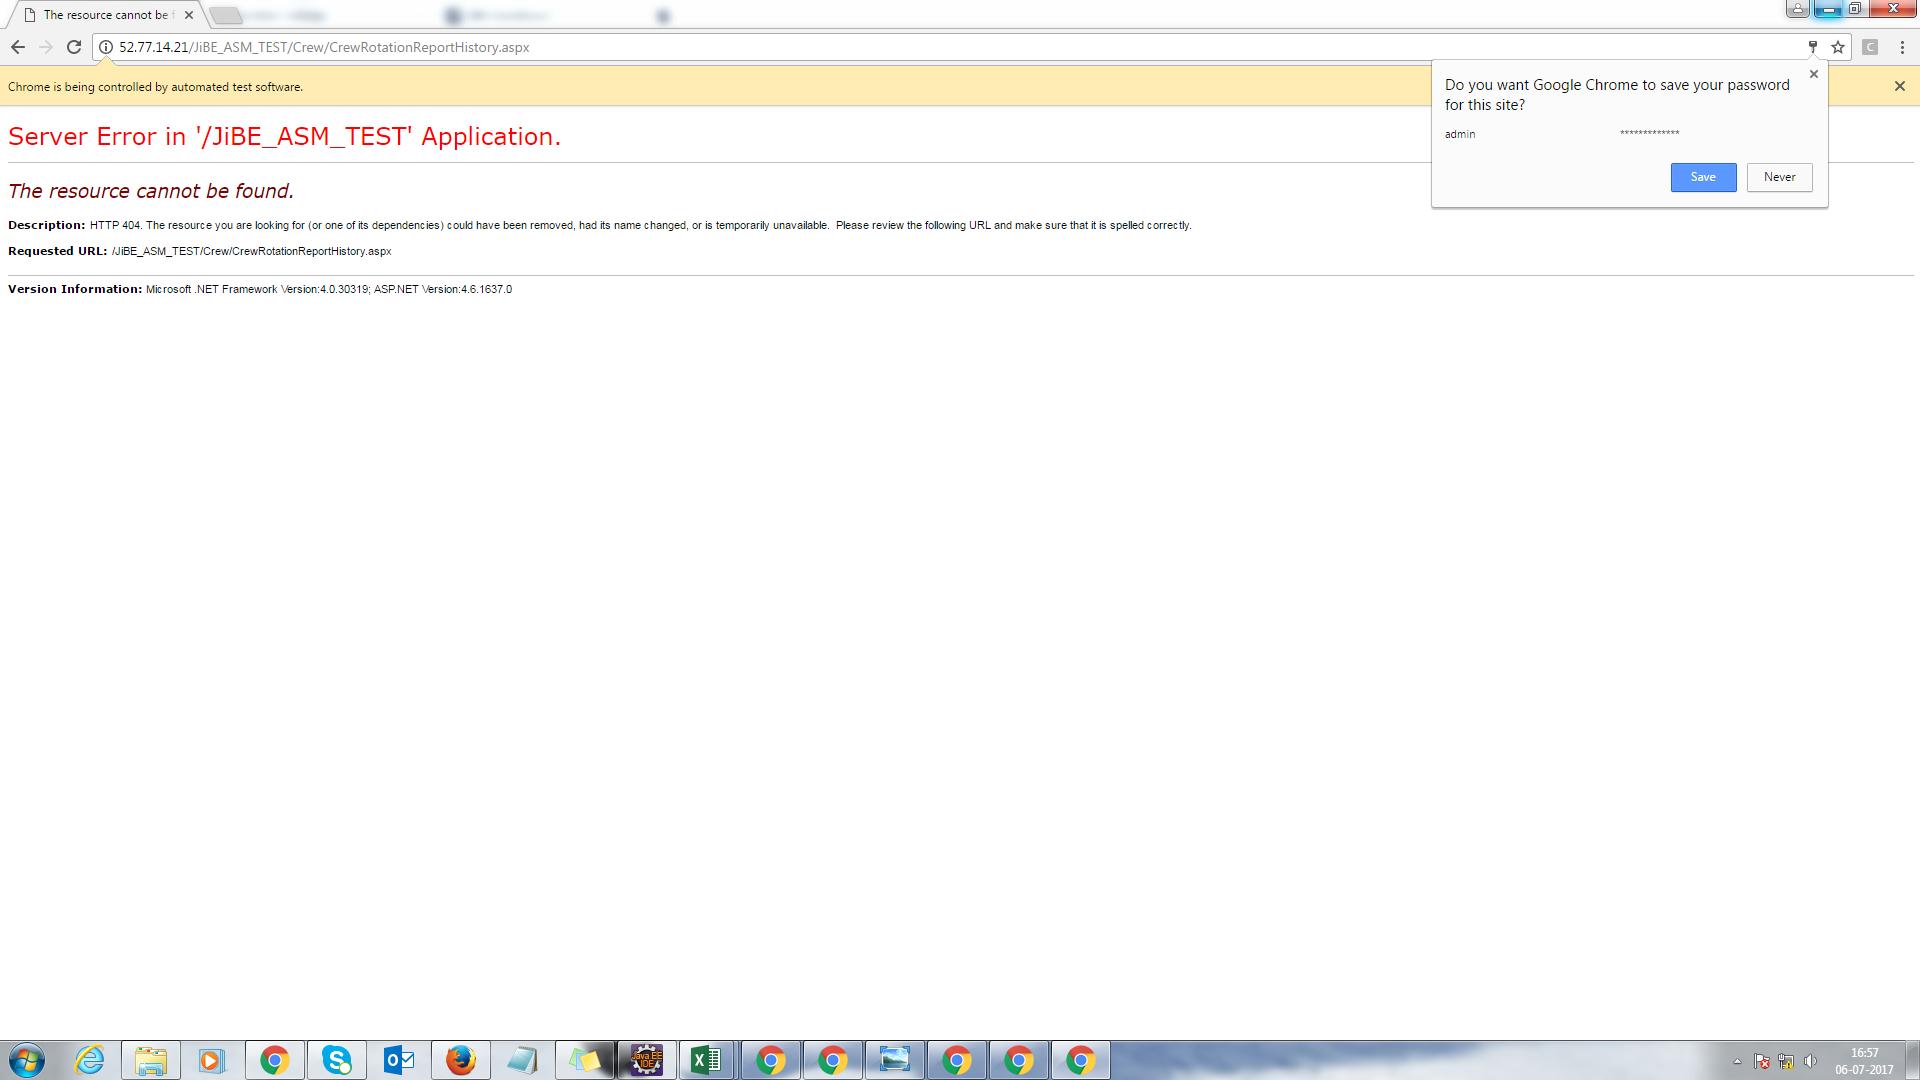 The resource cannot be f
52.77.14.21/JiBE_ASM_TEST/Crew/CrewRotationReportHistory.aspx
C
Chrome is being controlled by automated test software.
Do you want Google Chrome to save your password
for this site?
admin *************
Save Never
Server Error in '/JiBE_ASM_TEST' Application.
The resource cannot be found.
Description: HTTP 404. The resource you are looking for (or one of its dependencies) could have been removed, had its name changed, or is temporarily unavailable.  Please review the following URL and make sure that it is spelled correctly.
Requested URL: /JiBE_ASM_TEST/Crew/CrewRotationReportHistory.aspx
Version Information: Microsoft .NET Framework Version:4.0.30319; ASP.NET Version:4.6.1637.0
Java EE
IDE
16:57
06-07-2017